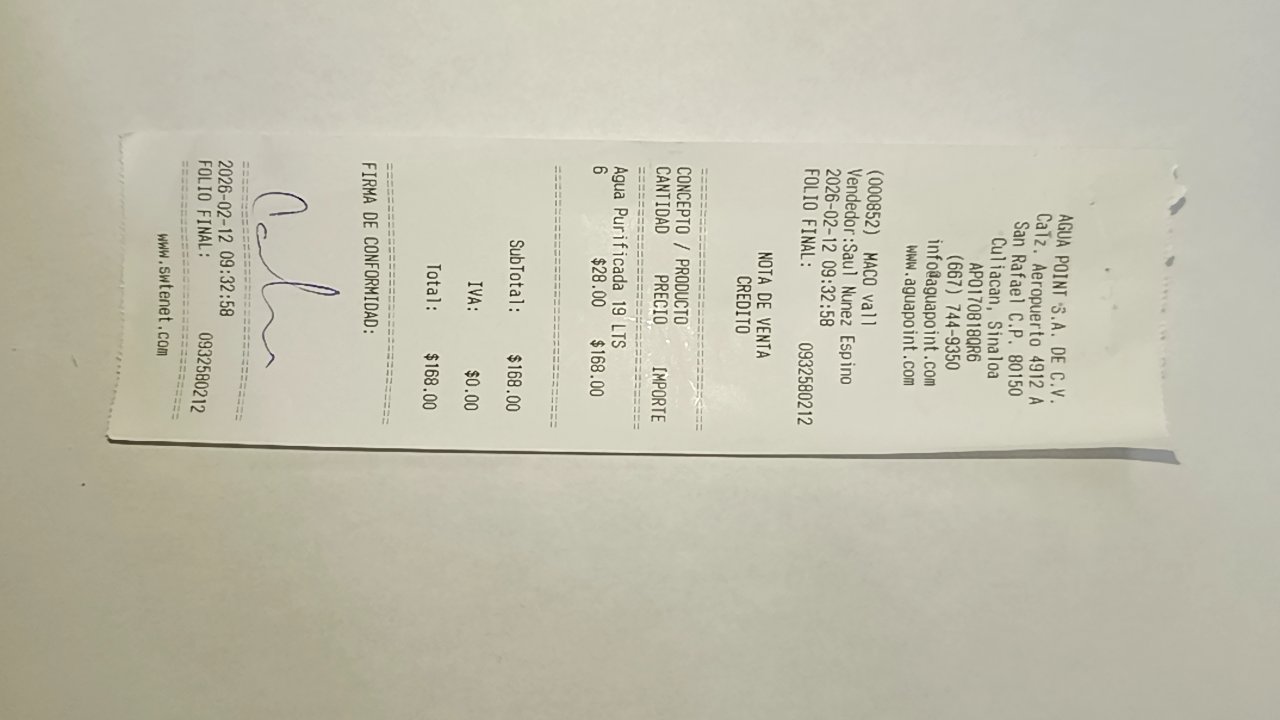 AGUA POINT S.A. DE C.V.
Calz. Aeropuerto 4912 A
San Rafael C.P. 80150
Culiacan, Sinaloa
APO170818QR6
(667) 744-9350
info@aguapoint.com
www.aguapoint.com
(000852) MACO vall
Vendedor:Saul Nunez Espino
2026-02-12 09:32:58
FOLIO FINAL: 0932580212
NOTA DE VENTA
CREDITO
CONCEPTO / PRODUCTO
CANTIDAD PRECIO IMPORTE
Agua Purificada 19 LTS
6 $28.00 $168.00
SubTotal: $168.00
IVA: $0.00
Total: $168.00
FIRMA DE CONFORMIDAD:
2026-02-12 09:32:58
FOLIO FINAL: 0932580212
www.swtenet.com